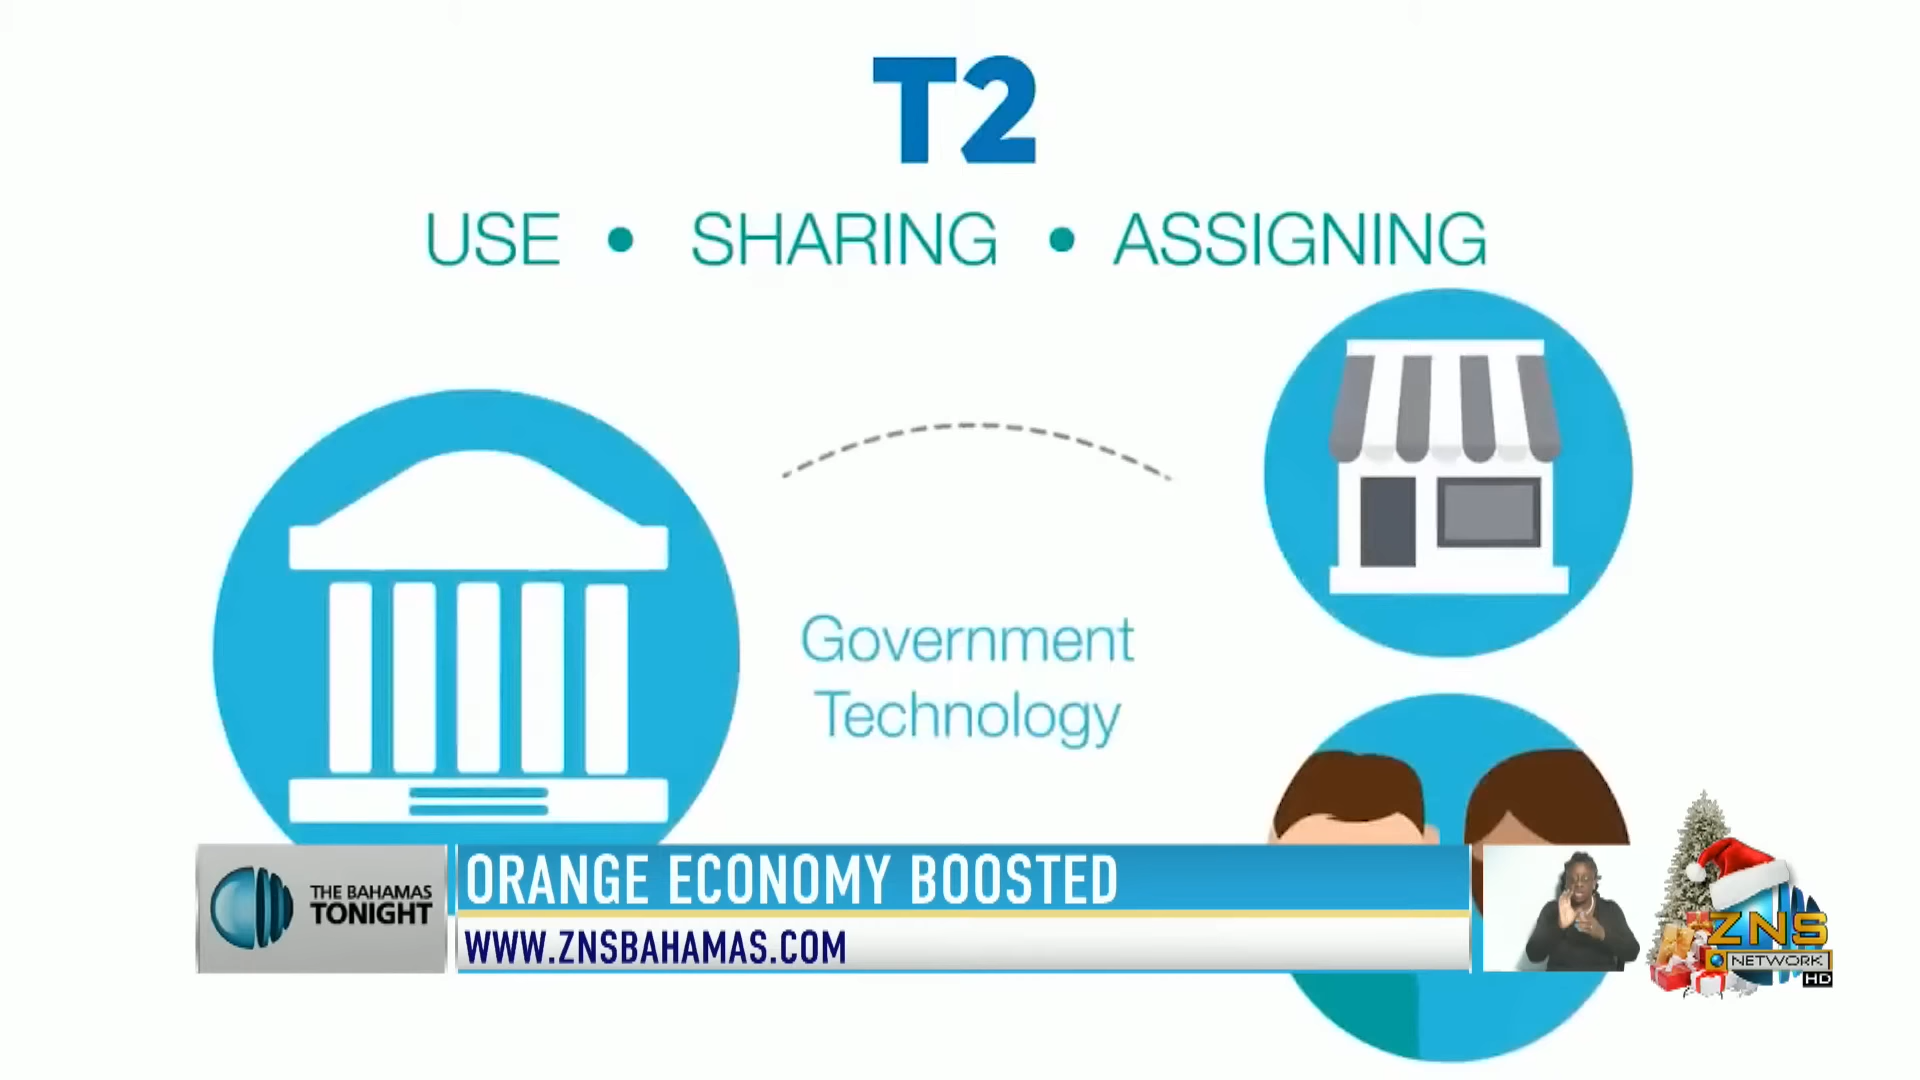 T2
USE • SHARING • ASSIGNING
Government
Technology
THE BAHAMAS
TONIGHT
ORANGE ECONOMY BOOSTED
WWW.ZNSBAHAMAS.COM
ZNS
NETWORK
HD